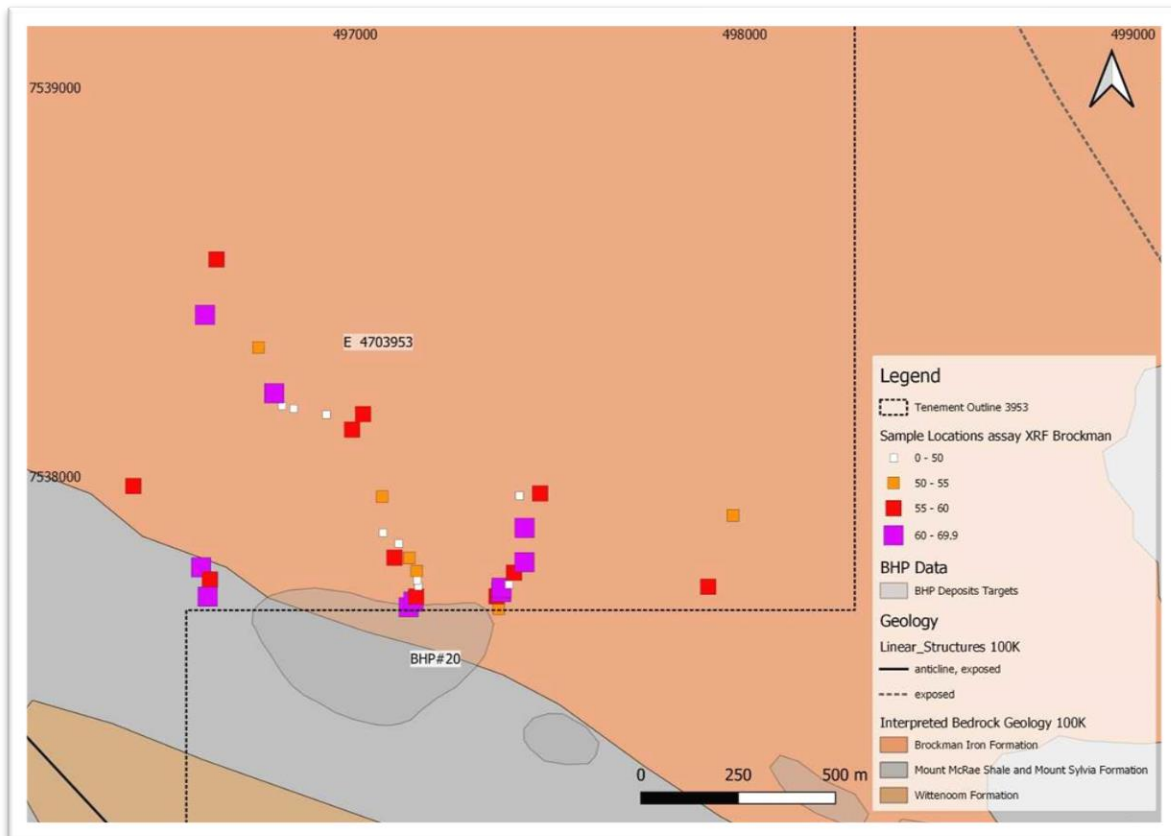 497000 498000 499000
7539000
E 4703953
7538000
BHP#20
0 250 500 m
Legend
Tenement Outline 3953
Sample Locations assay XRF Brockman
0 - 50
50 - 55
55 - 60
60 - 69.9
BHP Data
BHP Deposits Targets
Geology
Linear_Structures 100K
anticline, exposed
exposed
Interpreted Bedrock Geology 100K
Brockman Iron Formation
Mount McRae Shale and Mount Sylvia Formation
Wittenoom Formation